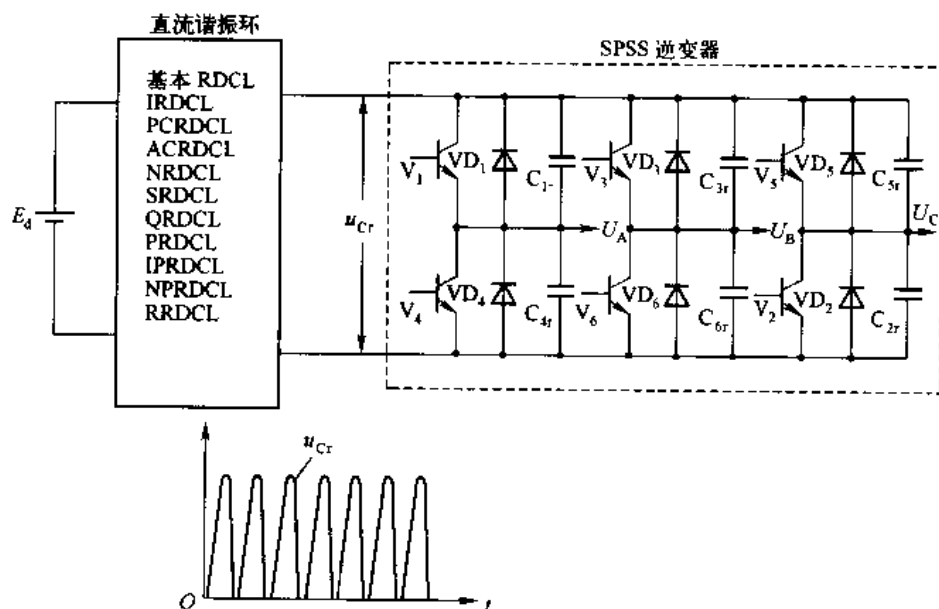 直流谐振环
基本 RDCL
IRDCL
PCRDCL
ACRDCL
NRDCL
SRDCL
QRDCL
PRDCL
IPRDCL
NPRDCL
RRDCL
E_d
u_Cr
SPSS 逆变器
V_1
VD_1
C_1-
V_3
VD_3
C_3r
V_5
VD_5
C_5r
U_A
U_B
U_C
V_4
VD_4
C_4r
V_6
VD_6
C_6r
V_2
VD_2
C_2r
u_Cr
O
t